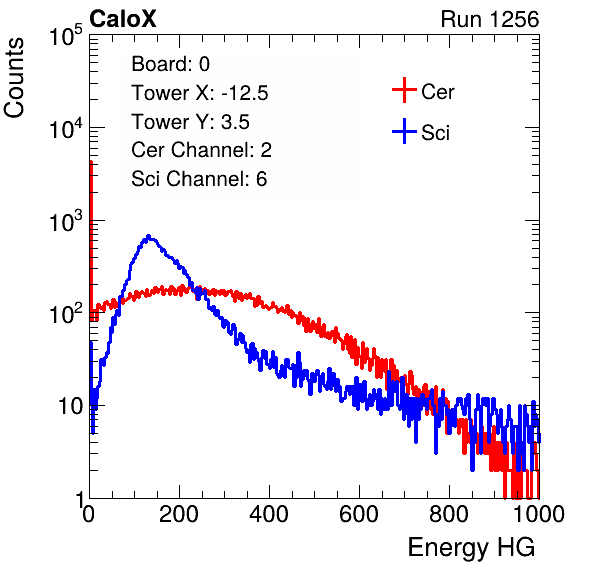 CaloX Run 1256
Counts
10^5
10^4
10^3
10^2
10
1
Board: 0
Tower X: -12.5
Tower Y: 3.5
Cer Channel: 2
Sci Channel: 6
Cer
Sci
0 200 400 600 800 1000
Energy HG